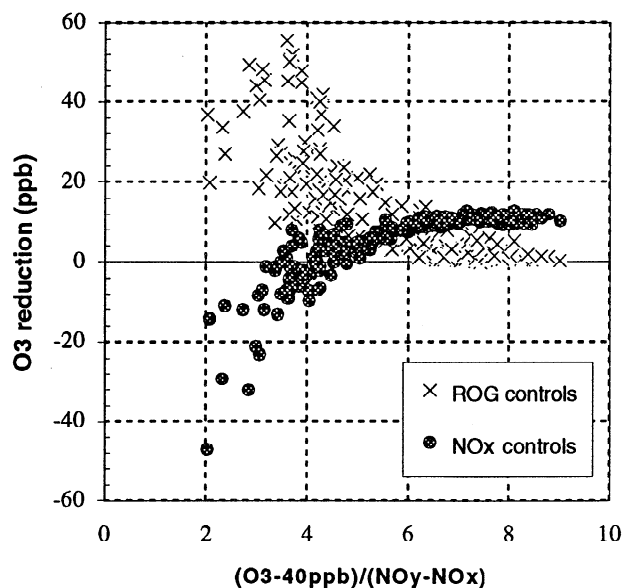 60
40
20
0
-20
-40
-60
O3 reduction (ppb)
ROG controls
NOx controls
0 2 4 6 8 10
(O3-40ppb)/(NOy-NOx)